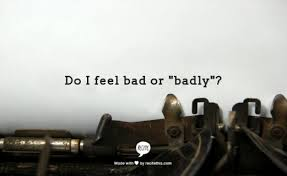 Do I feel bad or "badly"?
Made with ♥ by recitethis.com